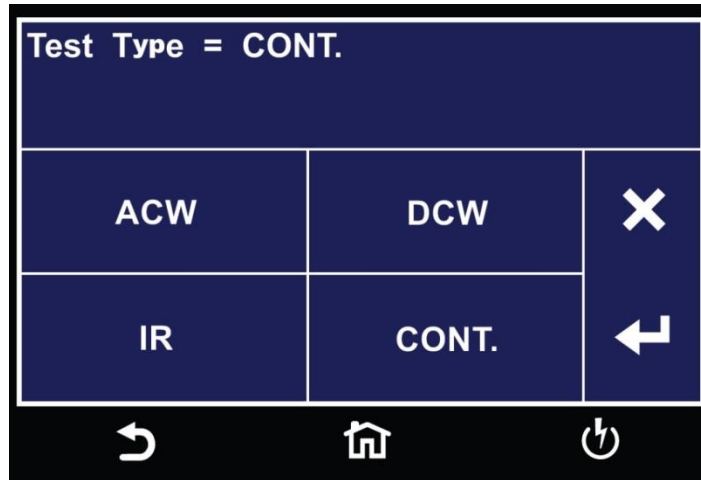 Test Type = CONT.
ACW DCW
IR CONT.